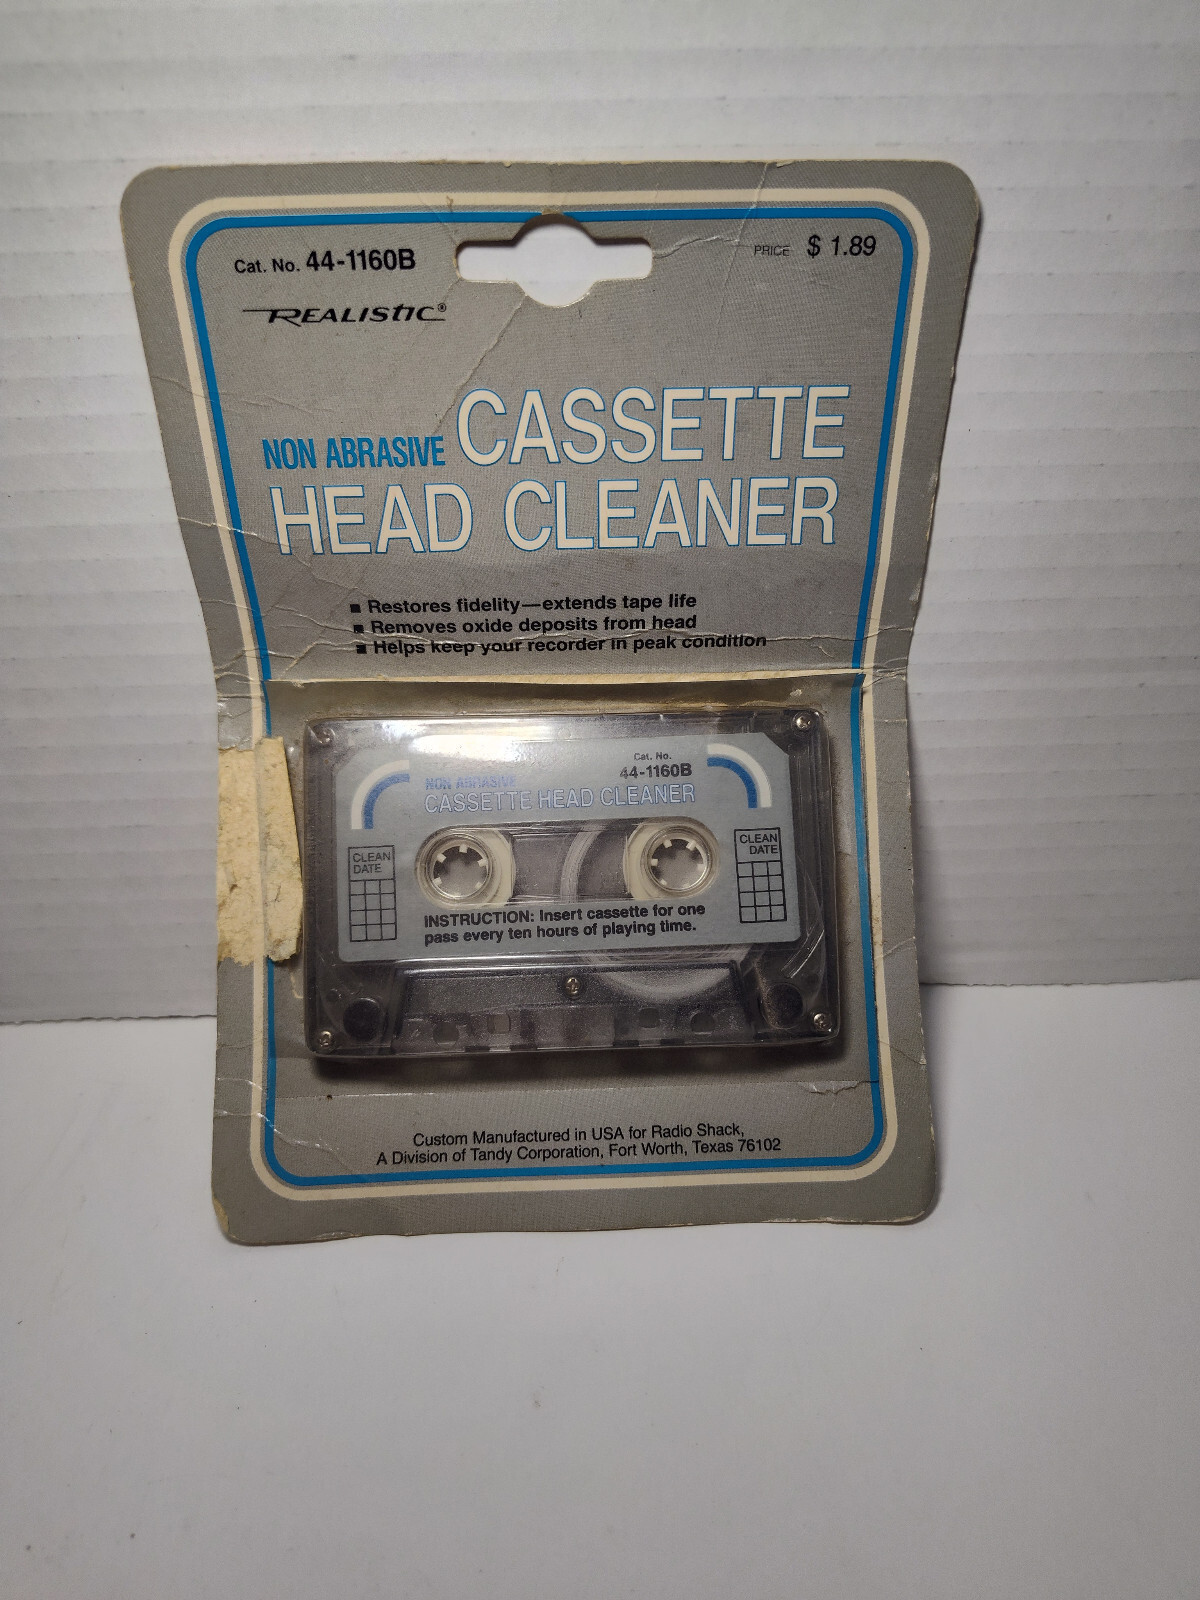 Cat. No. 44-1160B
PRICE $ 1.89
REALISTIC®
NON ABRASIVE CASSETTE
HEAD CLEANER
■ Restores fidelity—extends tape life
■ Removes oxide deposits from head
■ Helps keep your recorder in peak condition
Cat. No.
44-1160B
NON ABRASIVE
CASSETTE HEAD CLEANER
CLEAN
DATE
CLEAN
DATE
INSTRUCTION: Insert cassette for one
pass every ten hours of playing time.
Custom Manufactured in USA for Radio Shack,
A Division of Tandy Corporation, Fort Worth, Texas 76102